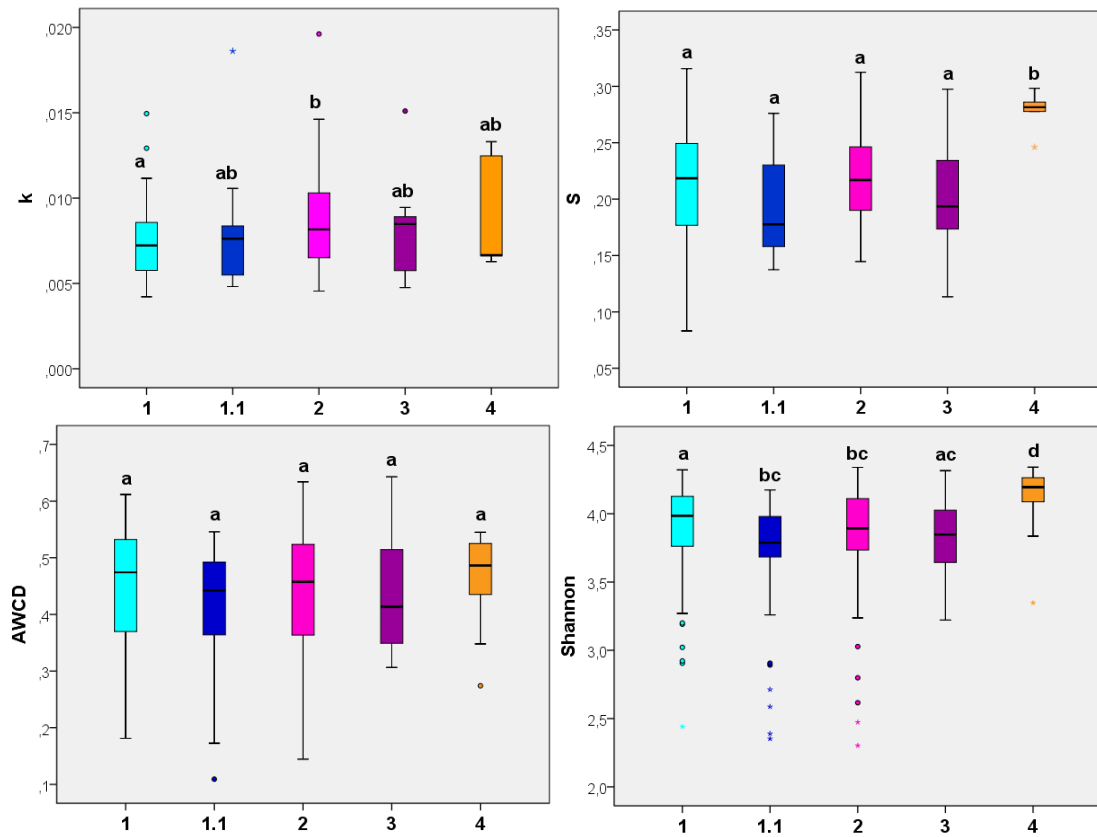 ,020
,015
,010
,005
,000
k
a
ab
b
ab
ab
1 1.1 2 3 4
,35
,30
,25
,20
,15
,10
,05
S
a
a
a
a
b
1 1.1 2 3 4
,7
,6
,5
,4
,3
,2
,1
AWCD
a
a
a
a
a
1 1.1 2 3 4
4,5
4,0
3,5
3,0
2,5
2,0
Shannon
a
bc
bc
ac
d
1 1.1 2 3 4